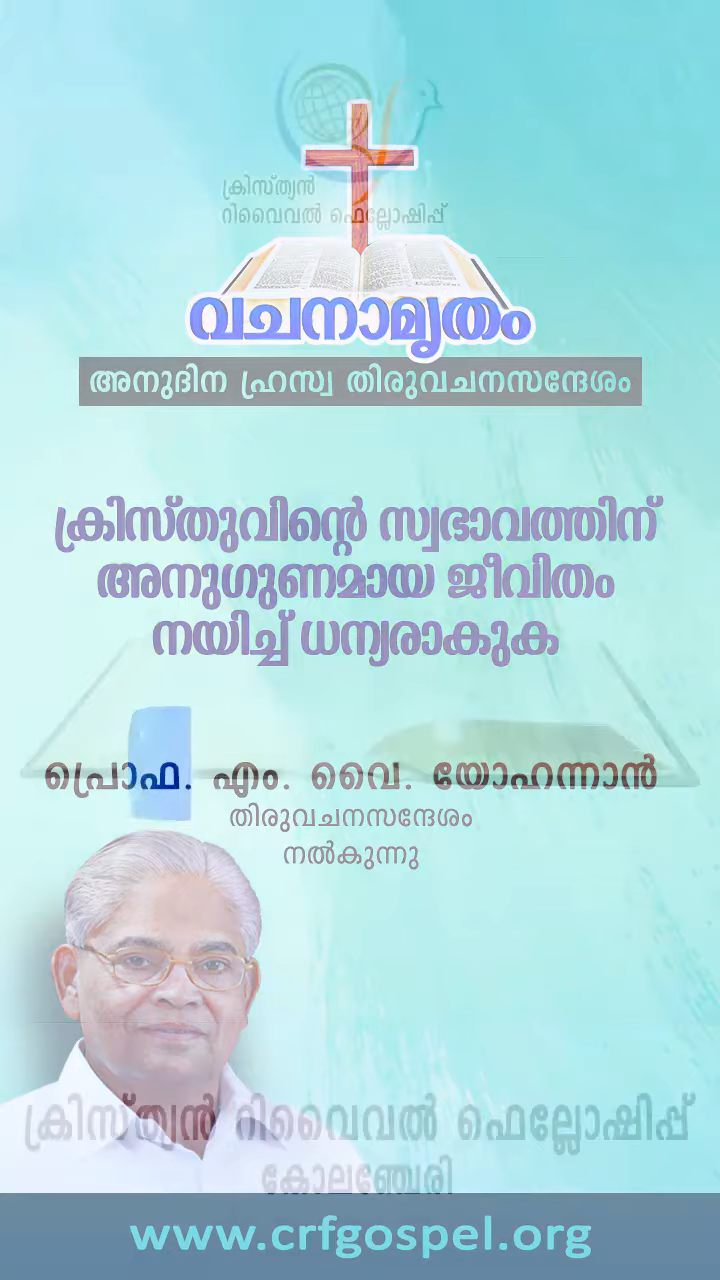 ക്രിസ്ത്യൻ
റിവൈവൽ ഫെല്ലോഷിപ്പ്
വചനാമൃതം
അനുദിന ഹ്രസ്വ തിരുവചനസന്ദേശം
ക്രിസ്തുവിന്റെ സ്വഭാവത്തിന്
അനുഗുണമായ ജീവിതം
നയിച്ച് ധന്യരാകുക
പ്രൊഫ. എം. വൈ. യോഹന്നാൻ
തിരുവചനസന്ദേശം
നൽകുന്നു
ക്രിസ്ത്യൻ റിവൈവൽ ഫെല്ലോഷിപ്പ്
കോലഞ്ചേരി
www.crfgospel.org